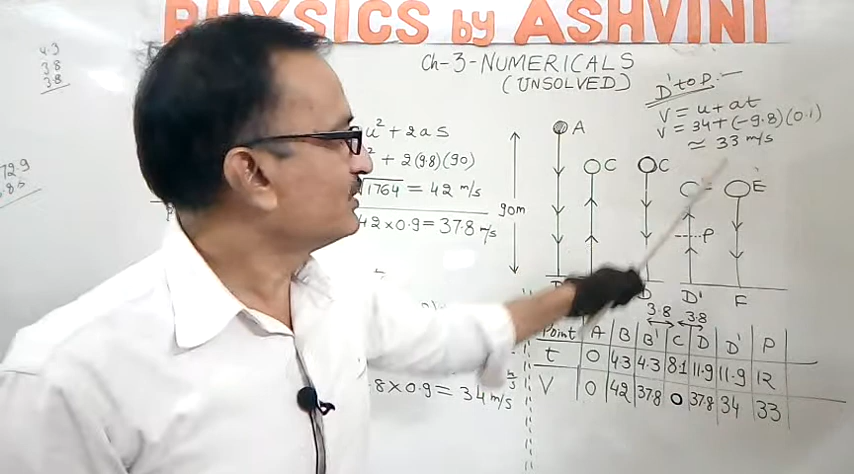 PHYSICS by ASHVINI
Ch-3-NUMERICALS
(UNSOLVED)
4.3
3.8
3.8
72.9
D' to P :-
V = u + at
V = 34 + (-9.8)(0.1)
≈ 33 m/s
u² + 2as
² + 2(9.8)(90)
√1764 = 42 m/s
42 × 0.9 = 37.8 m/s
.8 × 0.9 = 34 m/s
90m
A
C
C
E
P
D
D'
F
3.8
3.8
Point A B B' C D D' P
t 0 4.3 4.3 8.1 11.9 11.9 12
V 0 42 37.8 0 37.8 34 33